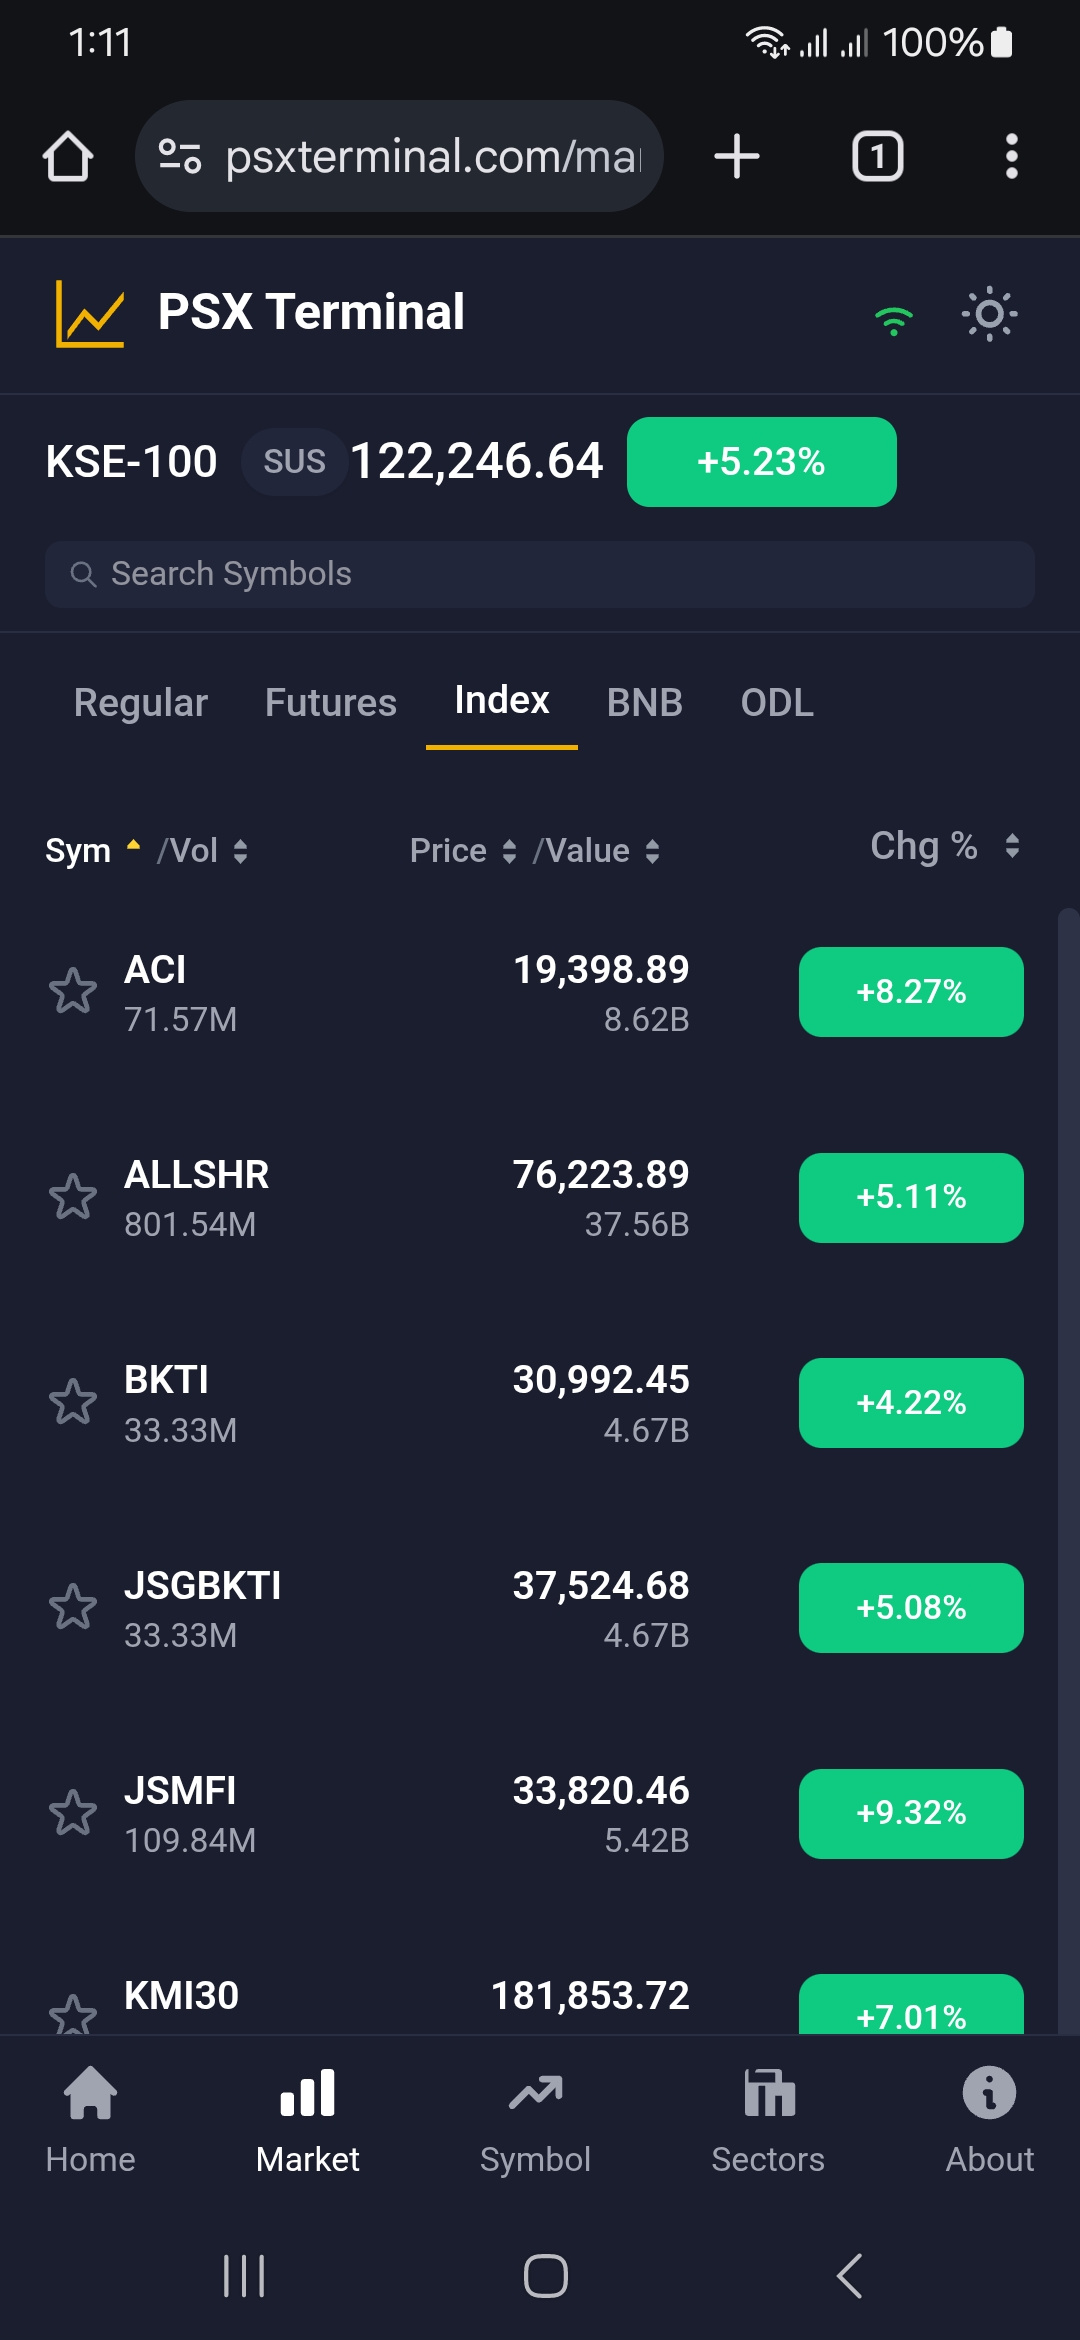 1:11 100%
psxterminal.com/ma 1
PSX Terminal
KSE-100 SUS 122,246.64 +5.23%
Search Symbols
Regular Futures Index BNB ODL
Sym /Vol Price /Value Chg %
ACI 19,398.89 +8.27%
71.57M 8.62B
ALLSHR 76,223.89 +5.11%
801.54M 37.56B
BKTI 30,992.45 +4.22%
33.33M 4.67B
JSGBKTI 37,524.68 +5.08%
33.33M 4.67B
JSMFI 33,820.46 +9.32%
109.84M 5.42B
KMI30 181,853.72 +7.01%
Home Market Symbol Sectors About